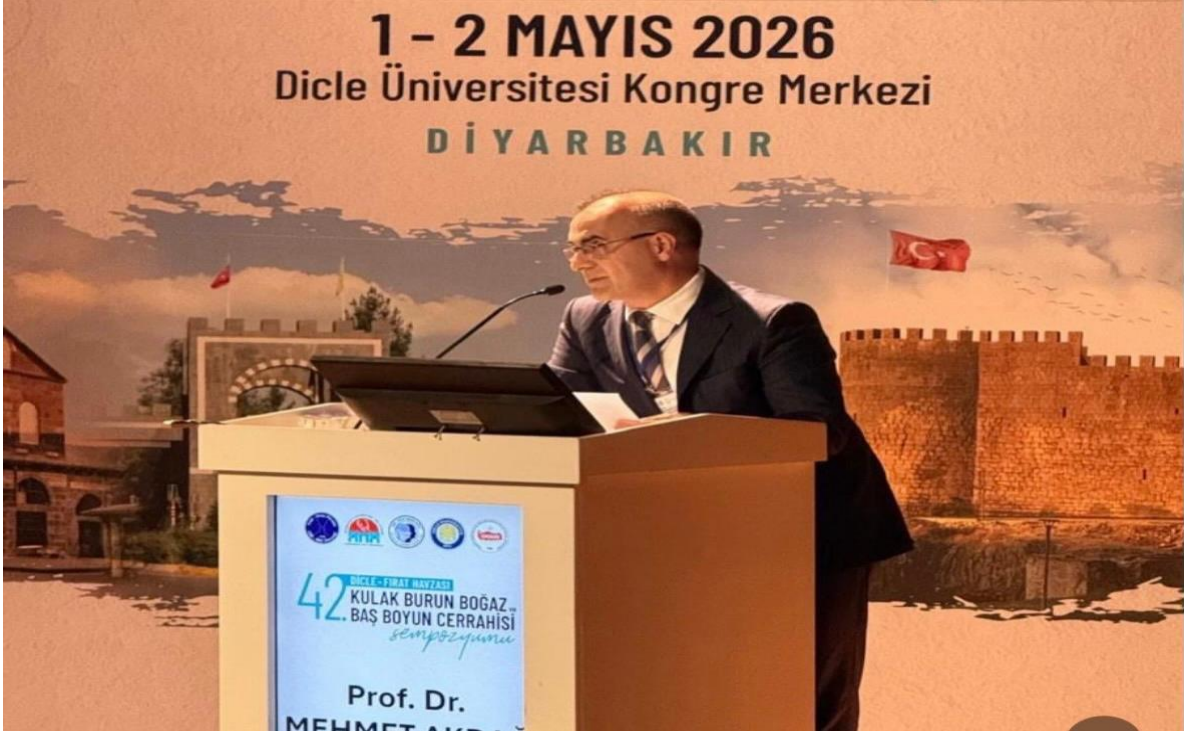 1 - 2 MAYIS 2026
Dicle Üniversitesi Kongre Merkezi
DİYARBAKIR
DİCLE - FIRAT HAVZASI
42. KULAK BURUN BOĞAZ ve
BAŞ BOYUN CERRAHİSİ
sempozyumu
Prof. Dr.
MEHMET